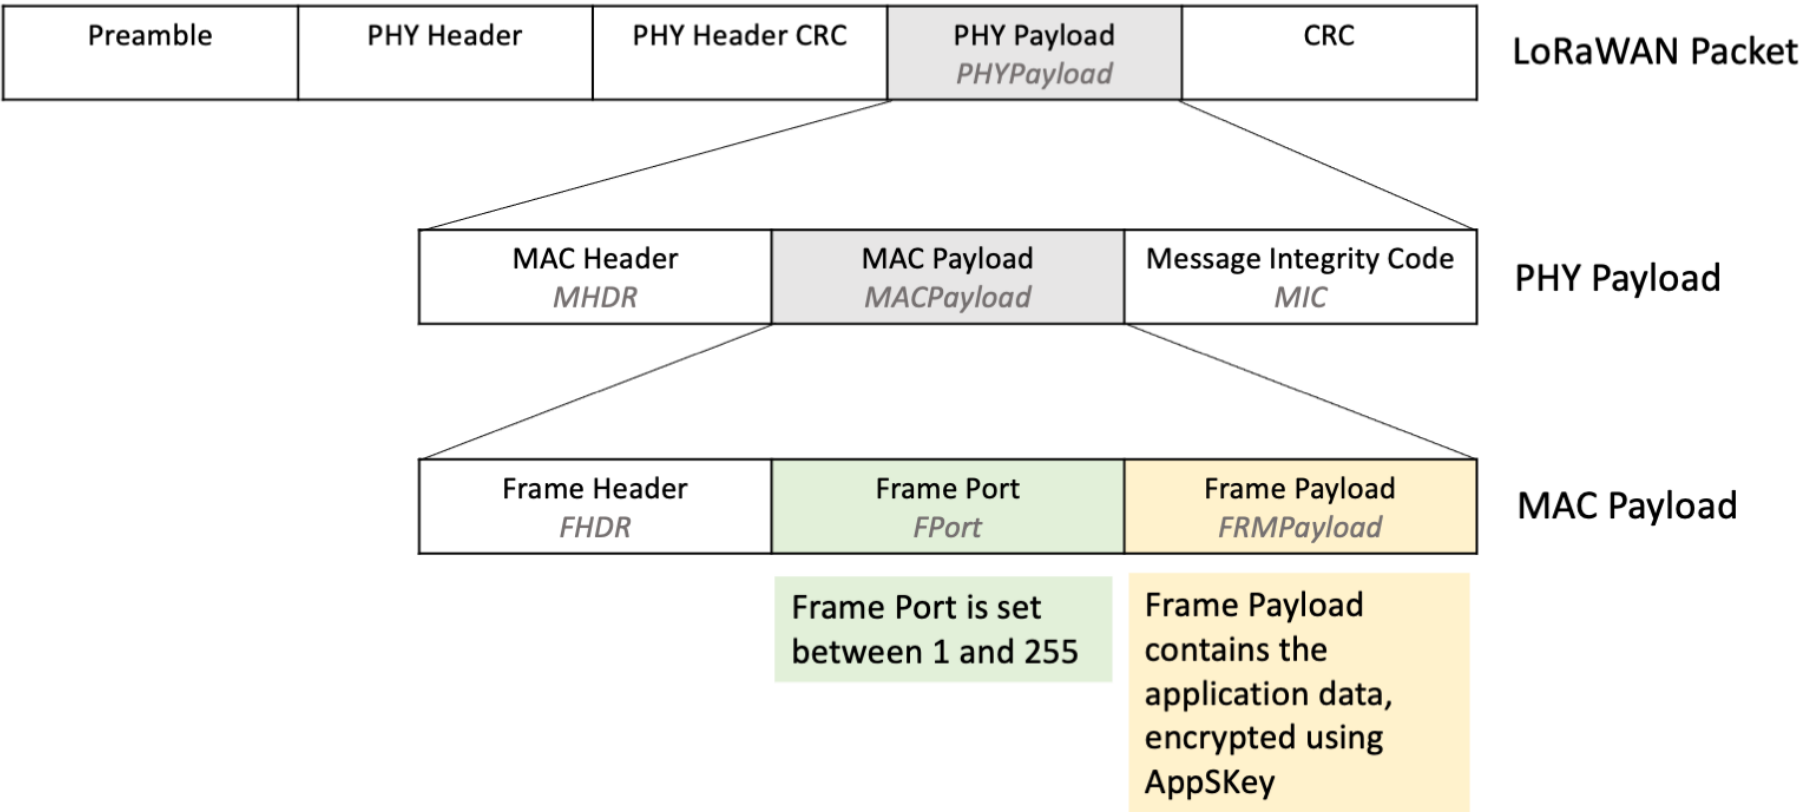 Preamble
PHY Header
PHY Header CRC
PHY Payload
PHYPayload
CRC
LoRaWAN Packet
MAC Header
MHDR
MAC Payload
MACPayload
Message Integrity Code
MIC
PHY Payload
Frame Header
FHDR
Frame Port
FPort
Frame Payload
FRMPayload
MAC Payload
Frame Port is set
between 1 and 255
Frame Payload
contains the
application data,
encrypted using
AppSKey